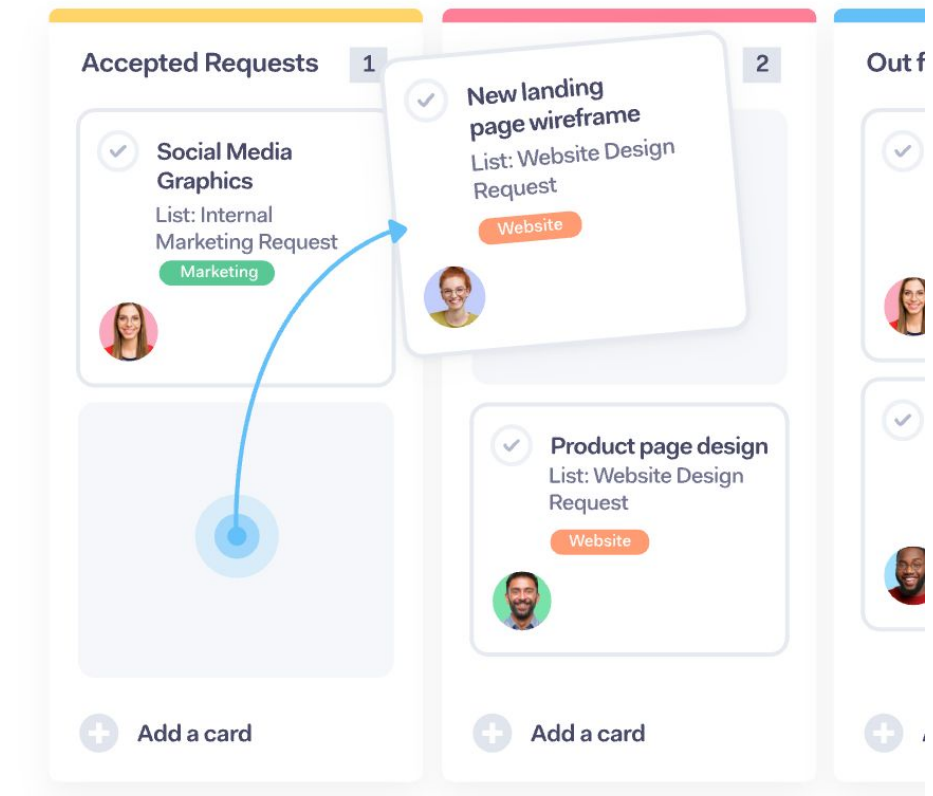 Accepted Requests 1
Social Media
Graphics
List: Internal
Marketing Request
Marketing
Add a card
2
New landing
page wireframe
List: Website Design
Request
Website
Product page design
List: Website Design
Request
Website
Add a card
Out f